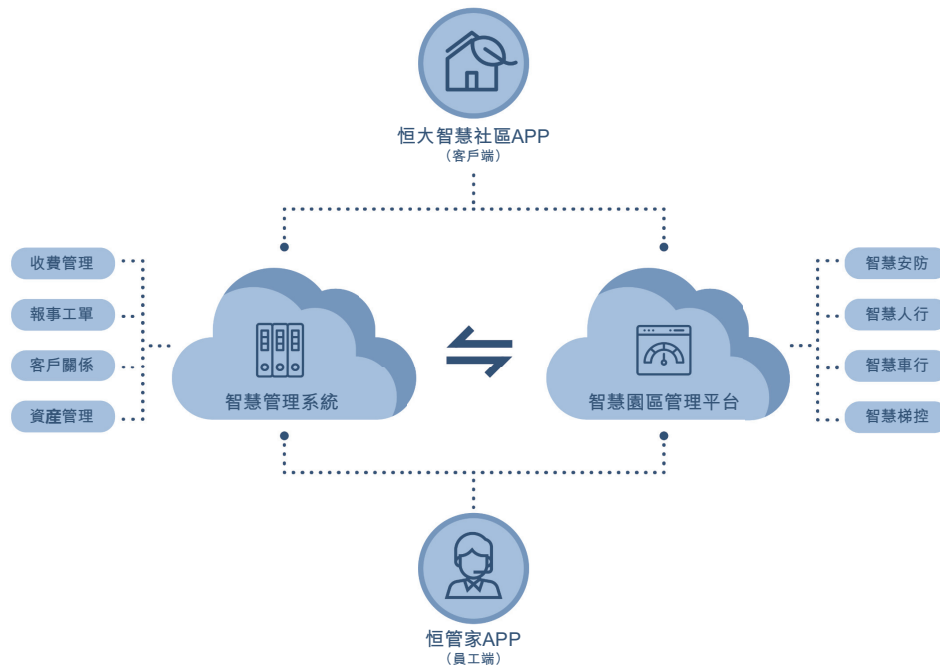 恒大智慧社區APP
（客戶端）
收費管理
報事工單
客戶關係
資產管理
智慧管理系統
智慧園區管理平台
智慧安防
智慧人行
智慧車行
智慧梯控
恒管家APP
（員工端）